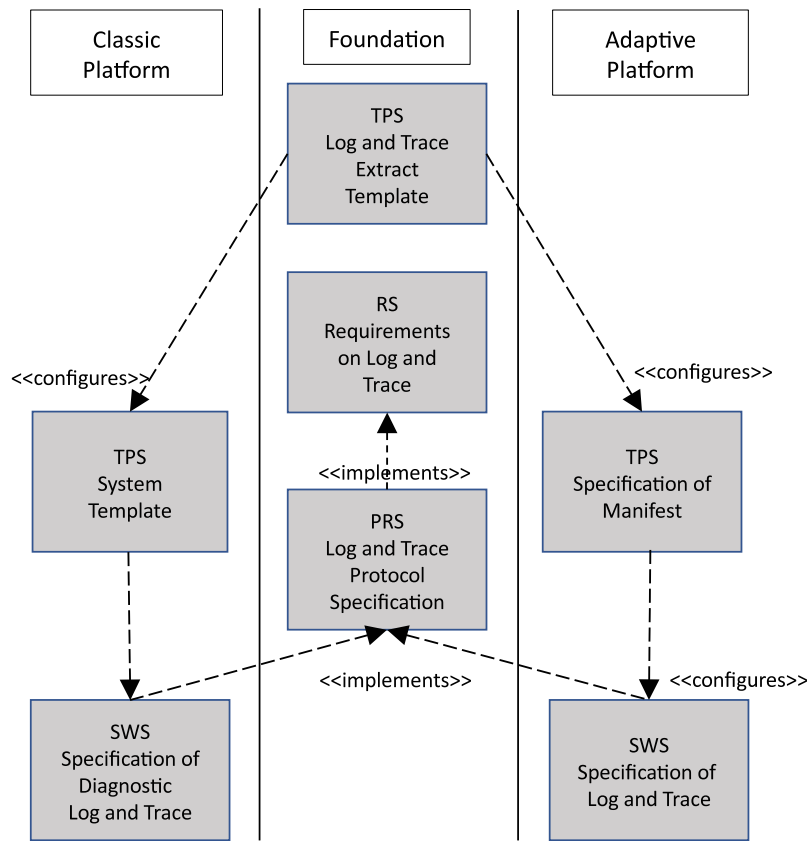 Classic
Platform
Foundation
Adaptive
Platform
TPS
Log and Trace
Extract
Template
RS
Requirements
on Log and
Trace
<<configures>>
<<configures>>
TPS
System
Template
<<implements>>
TPS
Specification of
Manifest
PRS
Log and Trace
Protocol
Specification
<<implements>>
<<configures>>
SWS
Specification of
Diagnostic
Log and Trace
SWS
Specification of
Log and Trace